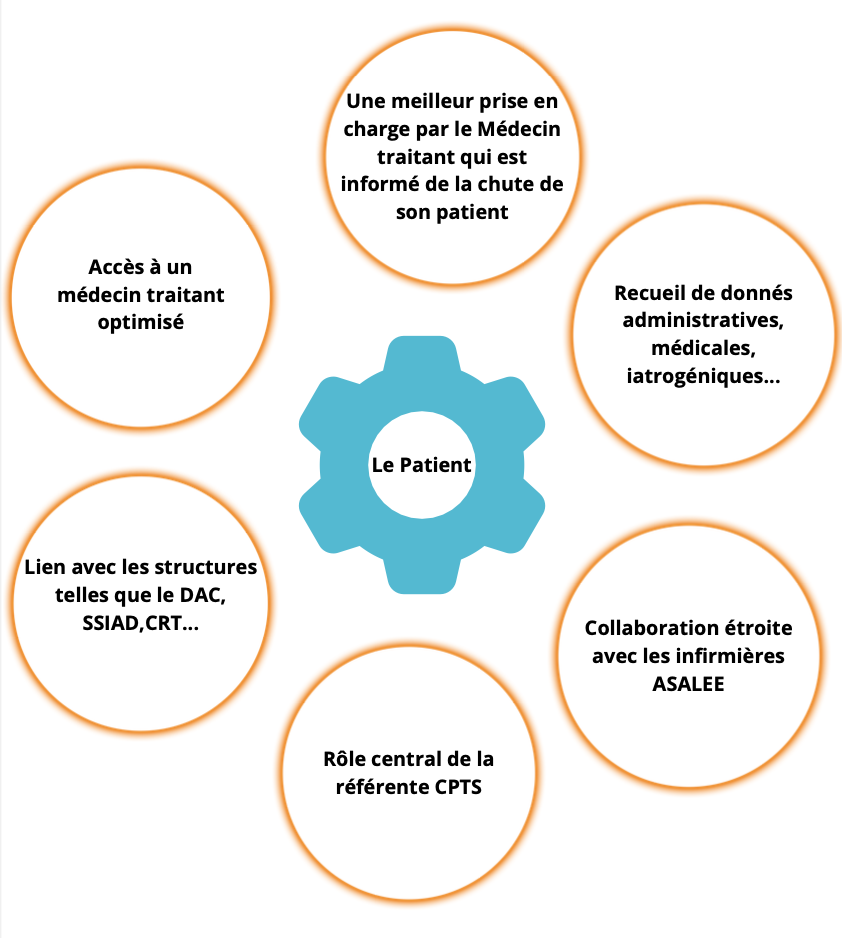 Une meilleur prise en
charge par le Médecin
traitant qui est
informé de la chute de
son patient
Accès à un
médecin traitant
optimisé
Recueil de donnés
administratives,
médicales,
iatrogéniques...
Le Patient
Lien avec les structures
telles que le DAC,
SSIAD,CRT...
Collaboration étroite
avec les infirmières
ASALEE
Rôle central de la
référente CPTS